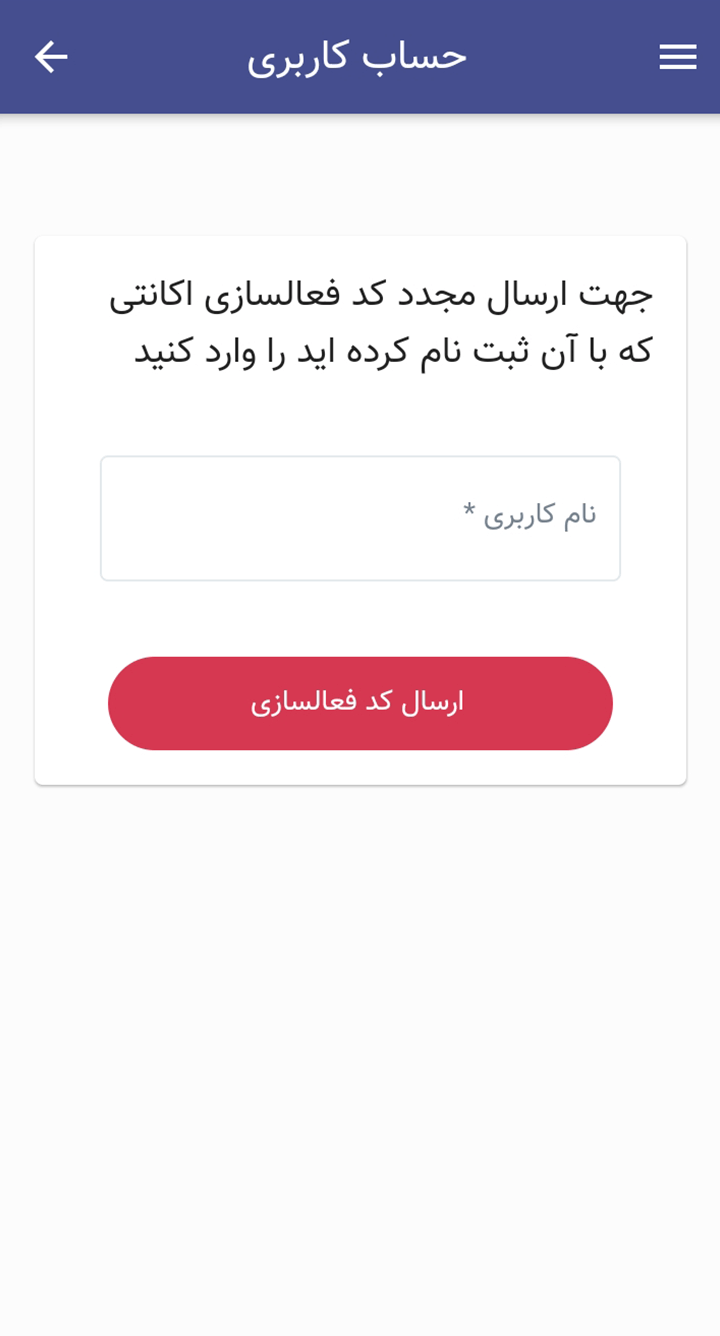 حساب کاربری
جهت ارسال مجدد کد فعالسازی اکانتی
که با آن ثبت نام کرده اید را وارد کنید
نام کاربری *
ارسال کد فعالسازی